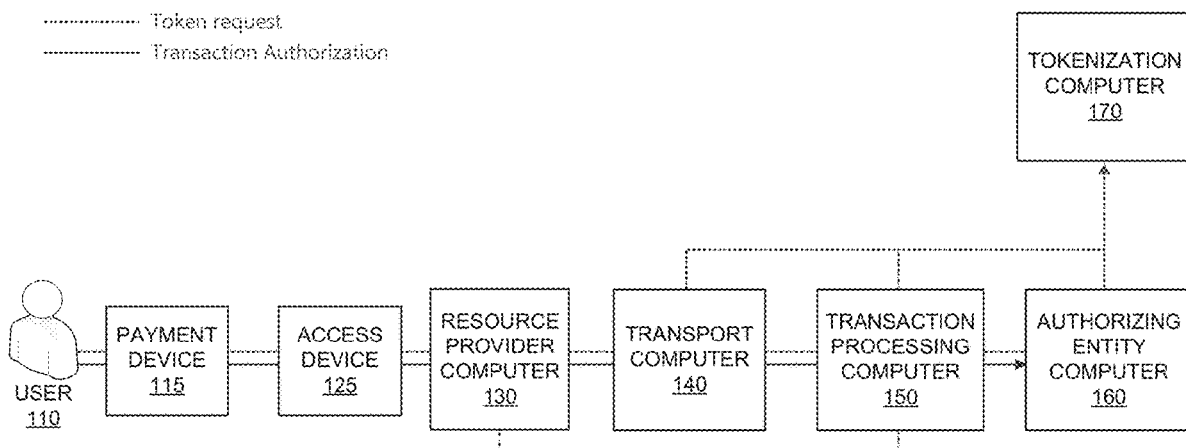 Token request
Transaction Authorization
TOKENIZATION
COMPUTER
170
PAYMENT
DEVICE
115
ACCESS
DEVICE
125
RESOURCE
PROVIDER
COMPUTER
130
TRANSPORT
COMPUTER
140
TRANSACTION
PROCESSING
COMPUTER
150
AUTHORIZING
ENTITY
COMPUTER
160
USER
110